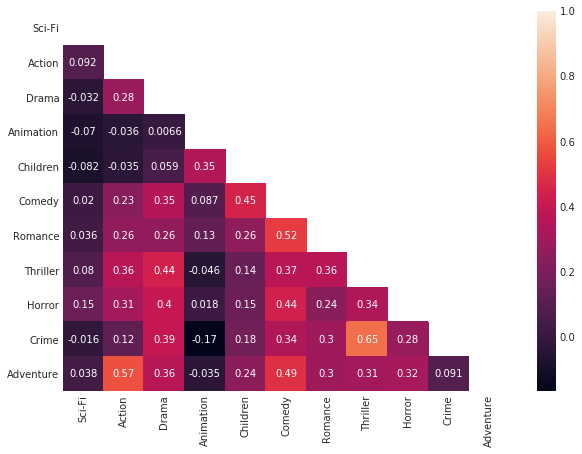 1.0
Sci-Fi
Action 0.092
Drama -0.032 0.28
0.8
Animation -0.07 -0.036 0.0066
Children -0.082 -0.035 0.059 0.35
0.6
Comedy 0.02 0.23 0.35 0.087 0.45
Romance 0.036 0.26 0.26 0.13 0.26 0.52
0.4
Thriller 0.08 0.36 0.44 -0.046 0.14 0.37 0.36
0.2
Horror 0.15 0.31 0.4 0.018 0.15 0.44 0.24 0.34
Crime -0.016 0.12 0.39 -0.17 0.18 0.34 0.3 0.65 0.28
0.0
Adventure 0.038 0.57 0.36 -0.035 0.24 0.49 0.3 0.31 0.32 0.091
Sci-Fi Action Drama Animation Children Comedy Romance Thriller Horror Crime Adventure